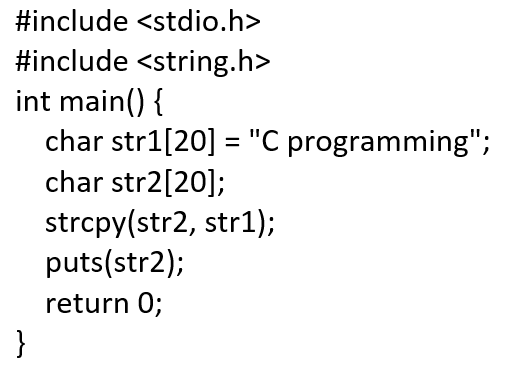 #include <stdio.h>
#include <string.h>
int main() {
    char str1[20] = "C programming";
    char str2[20];
    strcpy(str2, str1);
    puts(str2);
    return 0;
}